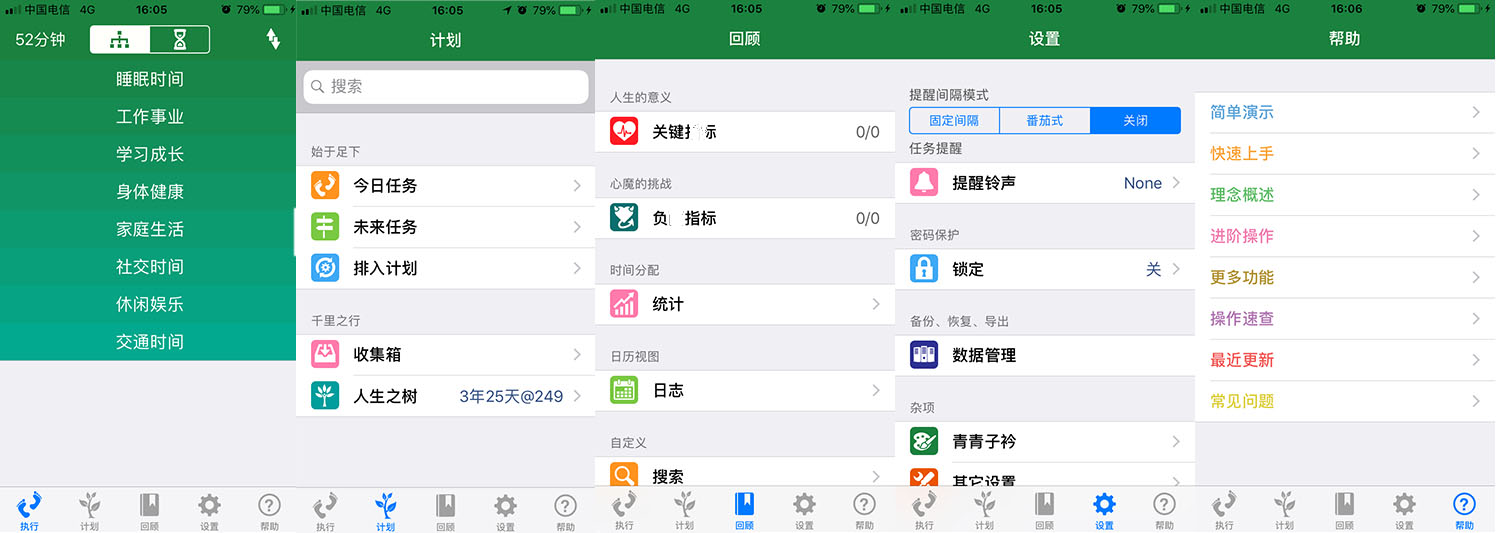 中国电信 4G 16:05 79%
52分钟
睡眠时间
工作事业
学习成长
身体健康
家庭生活
社交时间
休闲娱乐
交通时间
执行 计划 回顾 设置 帮助
中国电信 4G 16:05 79%
计划
搜索
始于足下
今日任务
未来任务
排入计划
千里之行
收集箱
人生之树 3年25天@249
执行 计划 回顾 设置 帮助
中国电信 4G 16:05 79%
回顾
人生的意义
关键指标 0/0
心魔的挑战
负 指标 0/0
时间分配
统计
日历视图
日志
自定义
搜索
执行 计划 回顾 设置 帮助
中国电信 4G 16:05 79%
设置
提醒间隔模式
固定间隔 番茄式 关闭
任务提醒
提醒铃声 None
密码保护
锁定 关
备份、恢复、导出
数据管理
杂项
青青子衿
其它设置
执行 计划 回顾 设置 帮助
中国电信 4G 16:06 79%
帮助
简单演示
快速上手
理念概述
进阶操作
更多功能
操作速查
最近更新
常见问题
执行 计划 回顾 设置 帮助